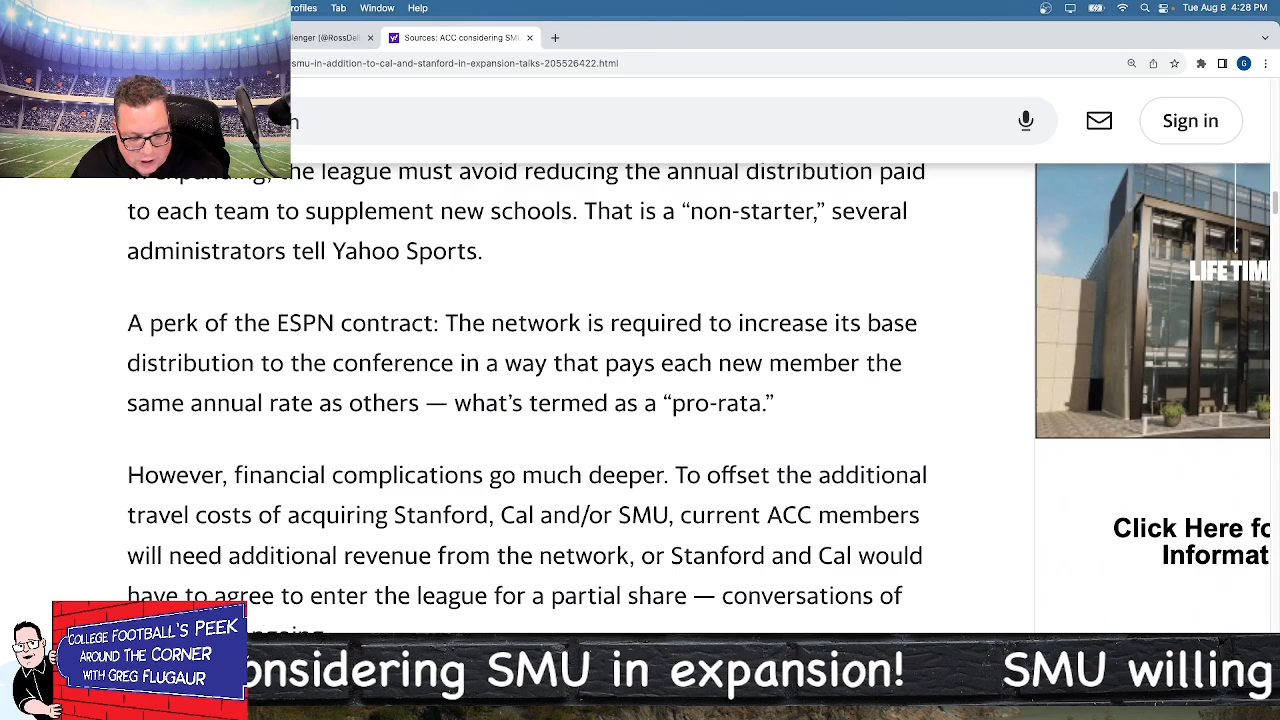 rofiles Tab Window Help Tue Aug 8 4:28 PM
llenger (@RossDel × Sources: ACC considering SMU × +
smu-in-addition-to-cal-and-stanford-in-expansion-talks-205526422.html G
Sign in
in expanding, the league must avoid reducing the annual distribution paid
to each team to supplement new schools. That is a “non-starter,” several
administrators tell Yahoo Sports.
A perk of the ESPN contract: The network is required to increase its base
distribution to the conference in a way that pays each new member the
same annual rate as others — what’s termed as a “pro-rata.”
However, financial complications go much deeper. To offset the additional
travel costs of acquiring Stanford, Cal and/or SMU, current ACC members
will need additional revenue from the network, or Stanford and Cal would
have to agree to enter the league for a partial share — conversations of
LIFE TIM
Click Here fo
Informat
COLLEGE FOOTBALL'S PEEK
AROUND THE CORNER
WITH GREG FLUGAUR
onsidering SMU in expansion! SMU willing